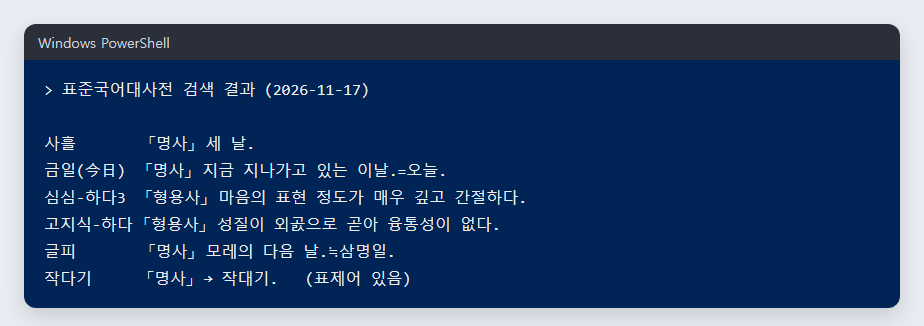 Windows PowerShell
> 표준국어대사전 검색 결과 (2026-11-17)
사흘 「명사」세 날.
금일(今日) 「명사」지금 지나가고 있는 이날.=오늘.
심심-하다3 「형용사」마음의 표현 정도가 매우 깊고 간절하다.
고지식-하다「형용사」성질이 외곬으로 곧아 융통성이 없다.
글피 「명사」모레의 다음 날.≒삼명일.
작다기 「명사」→ 작대기. (표제어 있음)